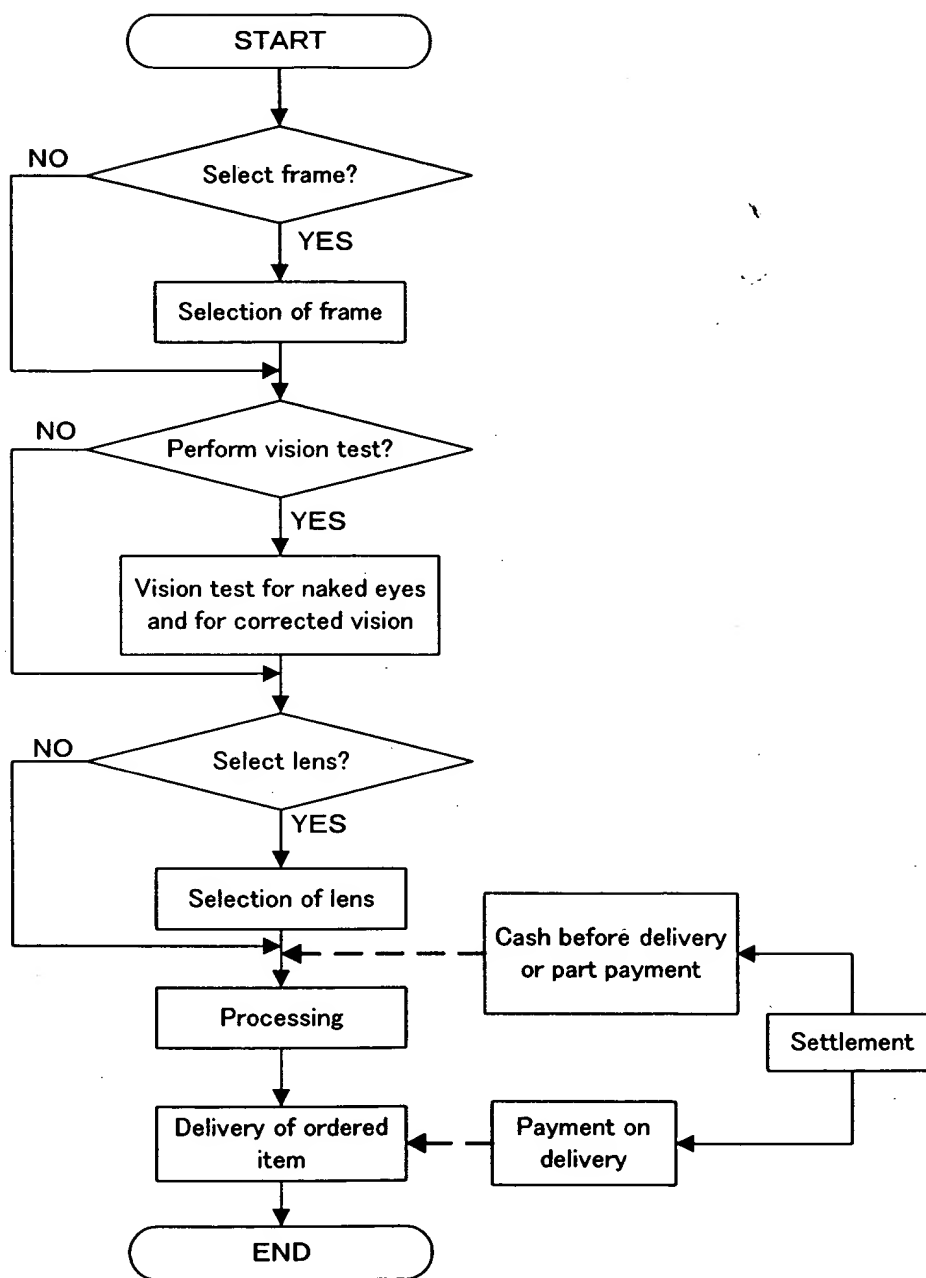 START
NO
Select frame?
YES
Selection of frame
NO
Perform vision test?
YES
Vision test for naked eyes
and for corrected vision
NO
Select lens?
YES
Selection of lens
Cash before delivery
or part payment
Processing
Settlement
Delivery of ordered
item
Payment on
delivery
END